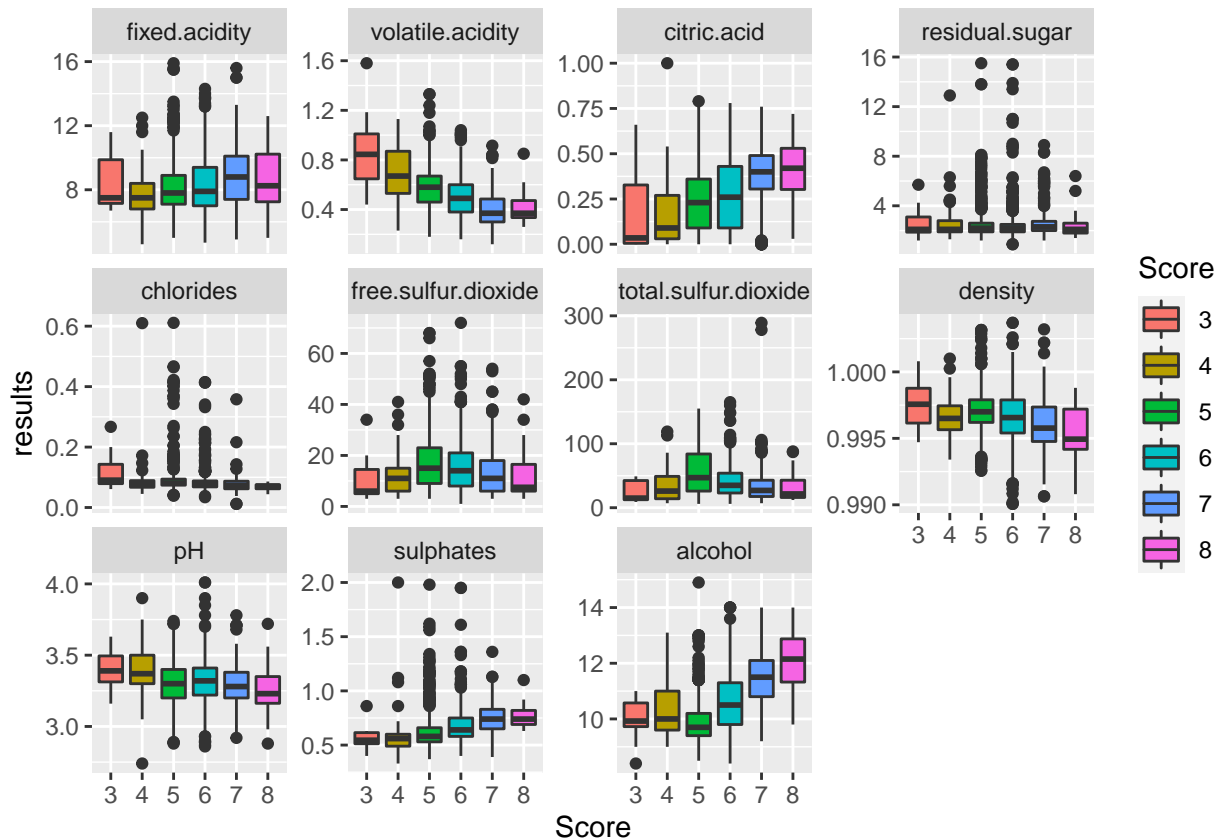 fixed.acidity
volatile.acidity
citric.acid
residual.sugar
16
12
8
1.6
1.2
0.8
0.4
1.00
0.75
0.50
0.25
0.00
16
12
8
4
chlorides
free.sulfur.dioxide
total.sulfur.dioxide
density
0.6
0.4
0.2
0.0
60
40
20
0
300
200
100
0
1.000
0.995
0.990
3 4 5 6 7 8
pH
sulphates
alcohol
4.0
3.5
3.0
2.0
1.5
1.0
0.5
14
12
10
3 4 5 6 7 8
3 4 5 6 7 8
3 4 5 6 7 8
results
Score
Score
3
4
5
6
7
8